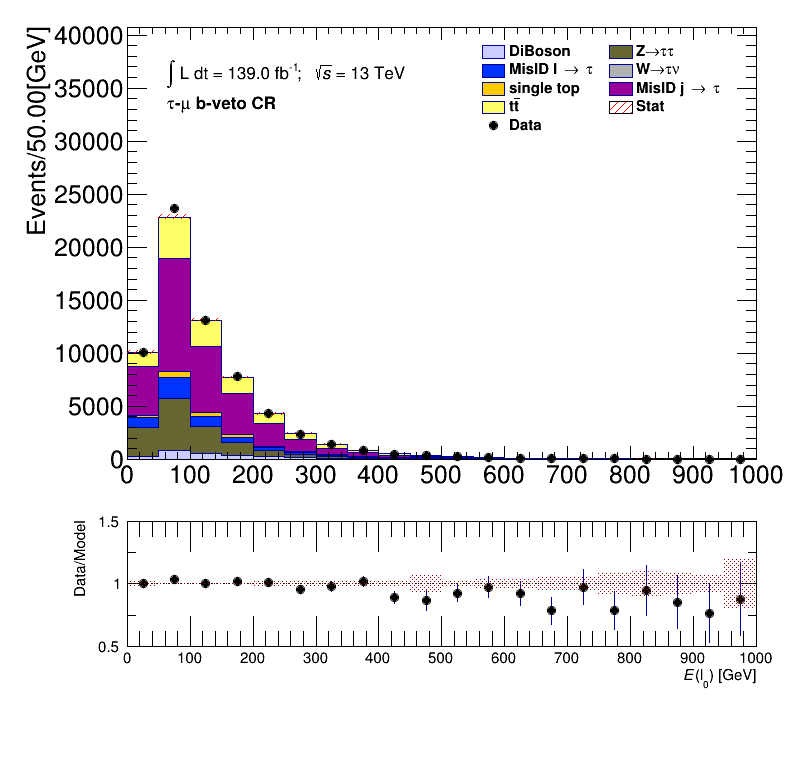 40000
35000
30000
25000
20000
15000
10000
5000
0
Events/50.00[GeV]
∫ L dt = 139.0 fb⁻¹; √s = 13 TeV
τ-μ b-veto CR
DiBoson
MisID l → τ
single top
tt̄
Data
Z→ττ
W→τν
MisID j → τ
Stat
0 100 200 300 400 500 600 700 800 900 1000
1.5
1
0.5
Data/Model
0 100 200 300 400 500 600 700 800 900 1000
E(l₀) [GeV]